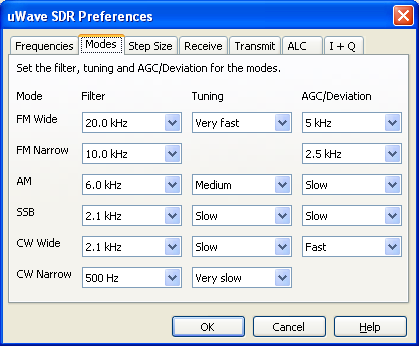 uWave SDR Preferences
Frequencies Modes Step Size Receive Transmit ALC I + Q
Set the filter, tuning and AGC/Deviation for the modes.
Mode Filter Tuning AGC/Deviation
FM Wide 20.0 kHz Very fast 5 kHz
FM Narrow 10.0 kHz 2.5 kHz
AM 6.0 kHz Medium Slow
SSB 2.1 kHz Slow Slow
CW Wide 2.1 kHz Slow Fast
CW Narrow 500 Hz Very slow
OK Cancel Help